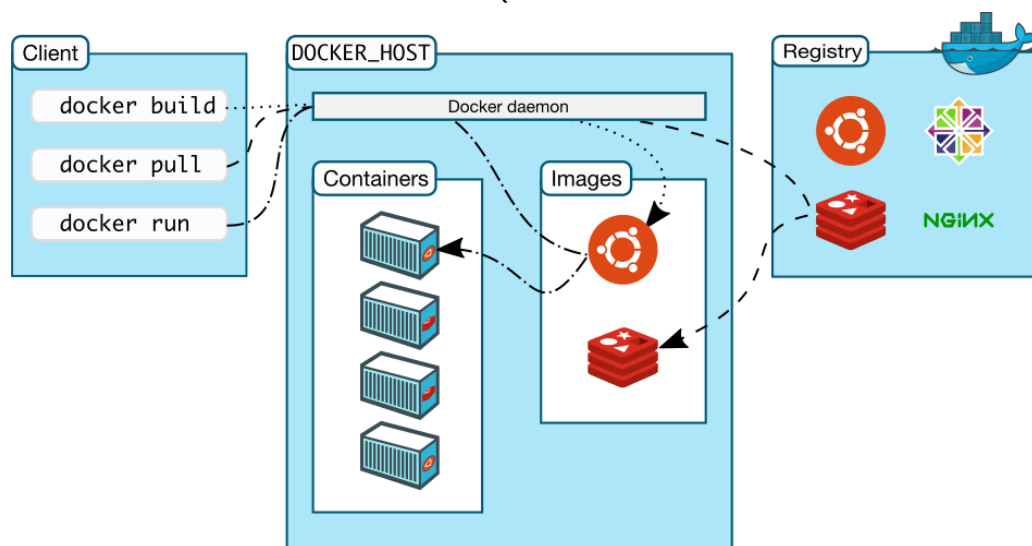 Client
docker build
docker pull
docker run
DOCKER_HOST
Docker daemon
Containers
Images
Registry
NGINX